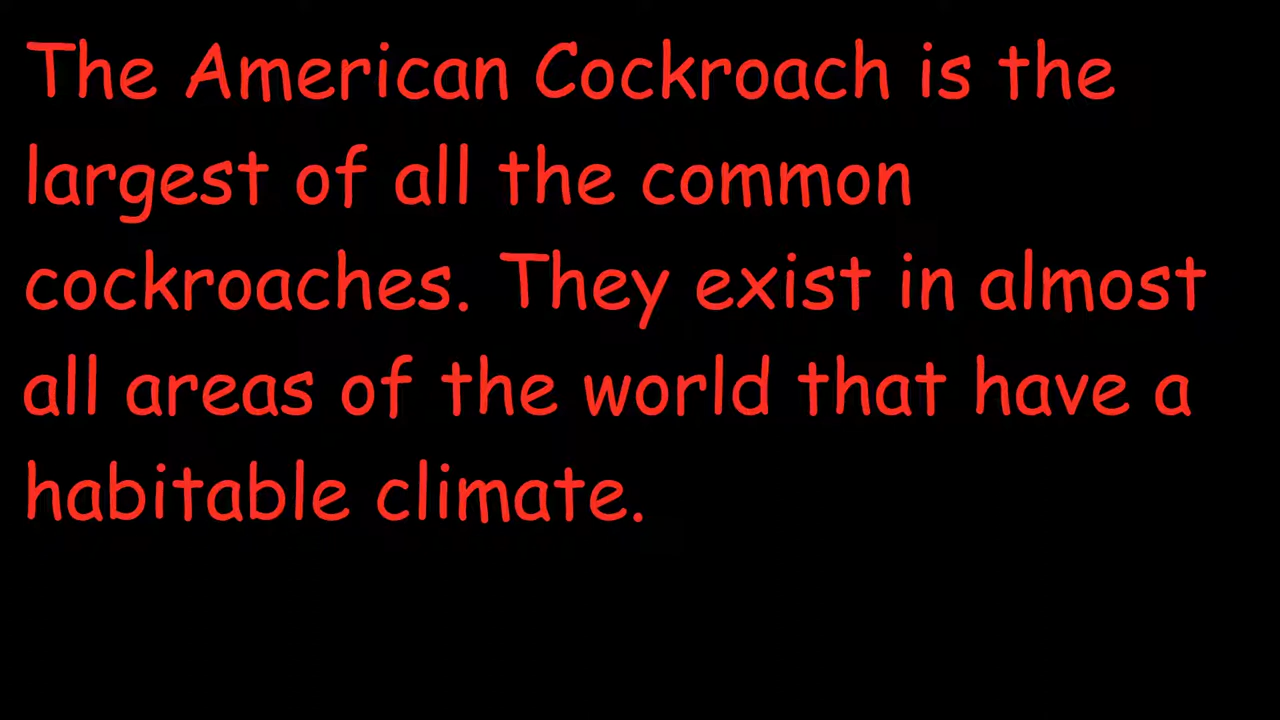 The American Cockroach is the
largest of all the common
cockroaches. They exist in almost
all areas of the world that have a
habitable climate.